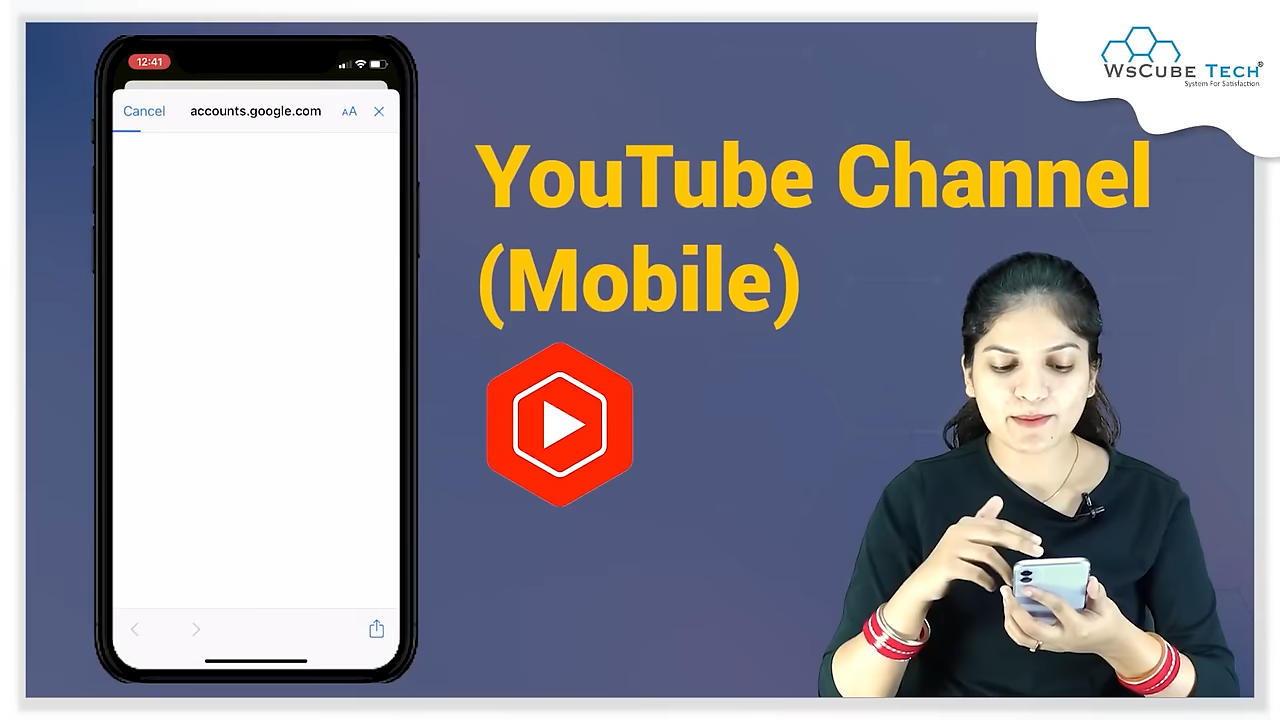 12:41
Cancel
accounts.google.com
AA
WsCube Tech®
System For Satisfaction
YouTube Channel
(Mobile)